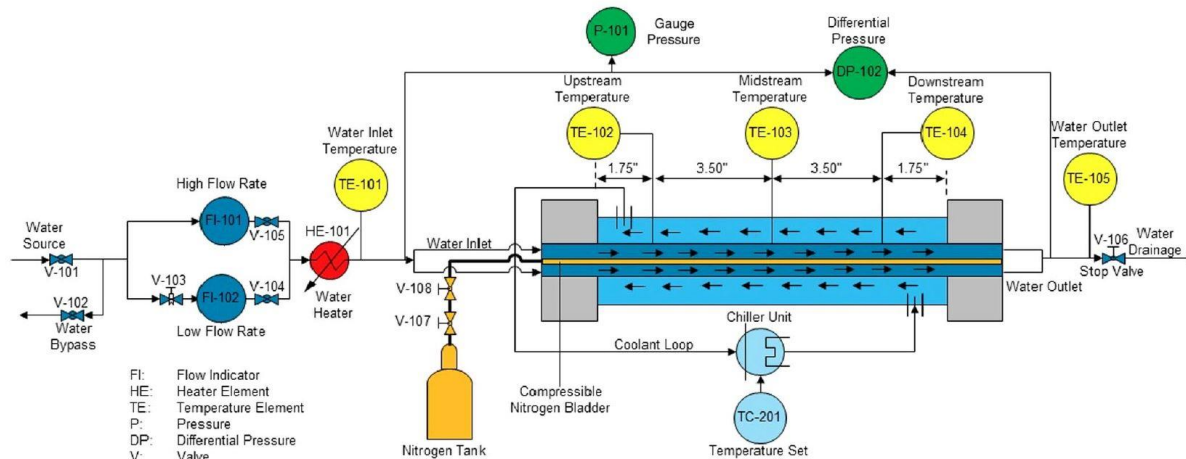 P-101
Gauge
Pressure
Differential
Pressure
DP-102
Upstream
Temperature
TE-102
Midstream
Temperature
TE-103
Downstream
Temperature
TE-104
Water Inlet
Temperature
TE-101
Water Outlet
Temperature
TE-105
1.75"
3.50"
3.50"
1.75"
High Flow Rate
FI-101
V-105
HE-101
Water
Source
V-101
V-103
FI-102
V-104
V-102
Water
Bypass
Low Flow Rate
Water
Heater
Water Inlet
V-106
Water
Drainage
Stop Valve
Water Outlet
V-108
V-107
Chiller Unit
Coolant Loop
Compressible
Nitrogen Bladder
TC-201
Temperature Set
Nitrogen Tank
FI: Flow Indicator
HE: Heater Element
TE: Temperature Element
P: Pressure
DP: Differential Pressure
V: Valve